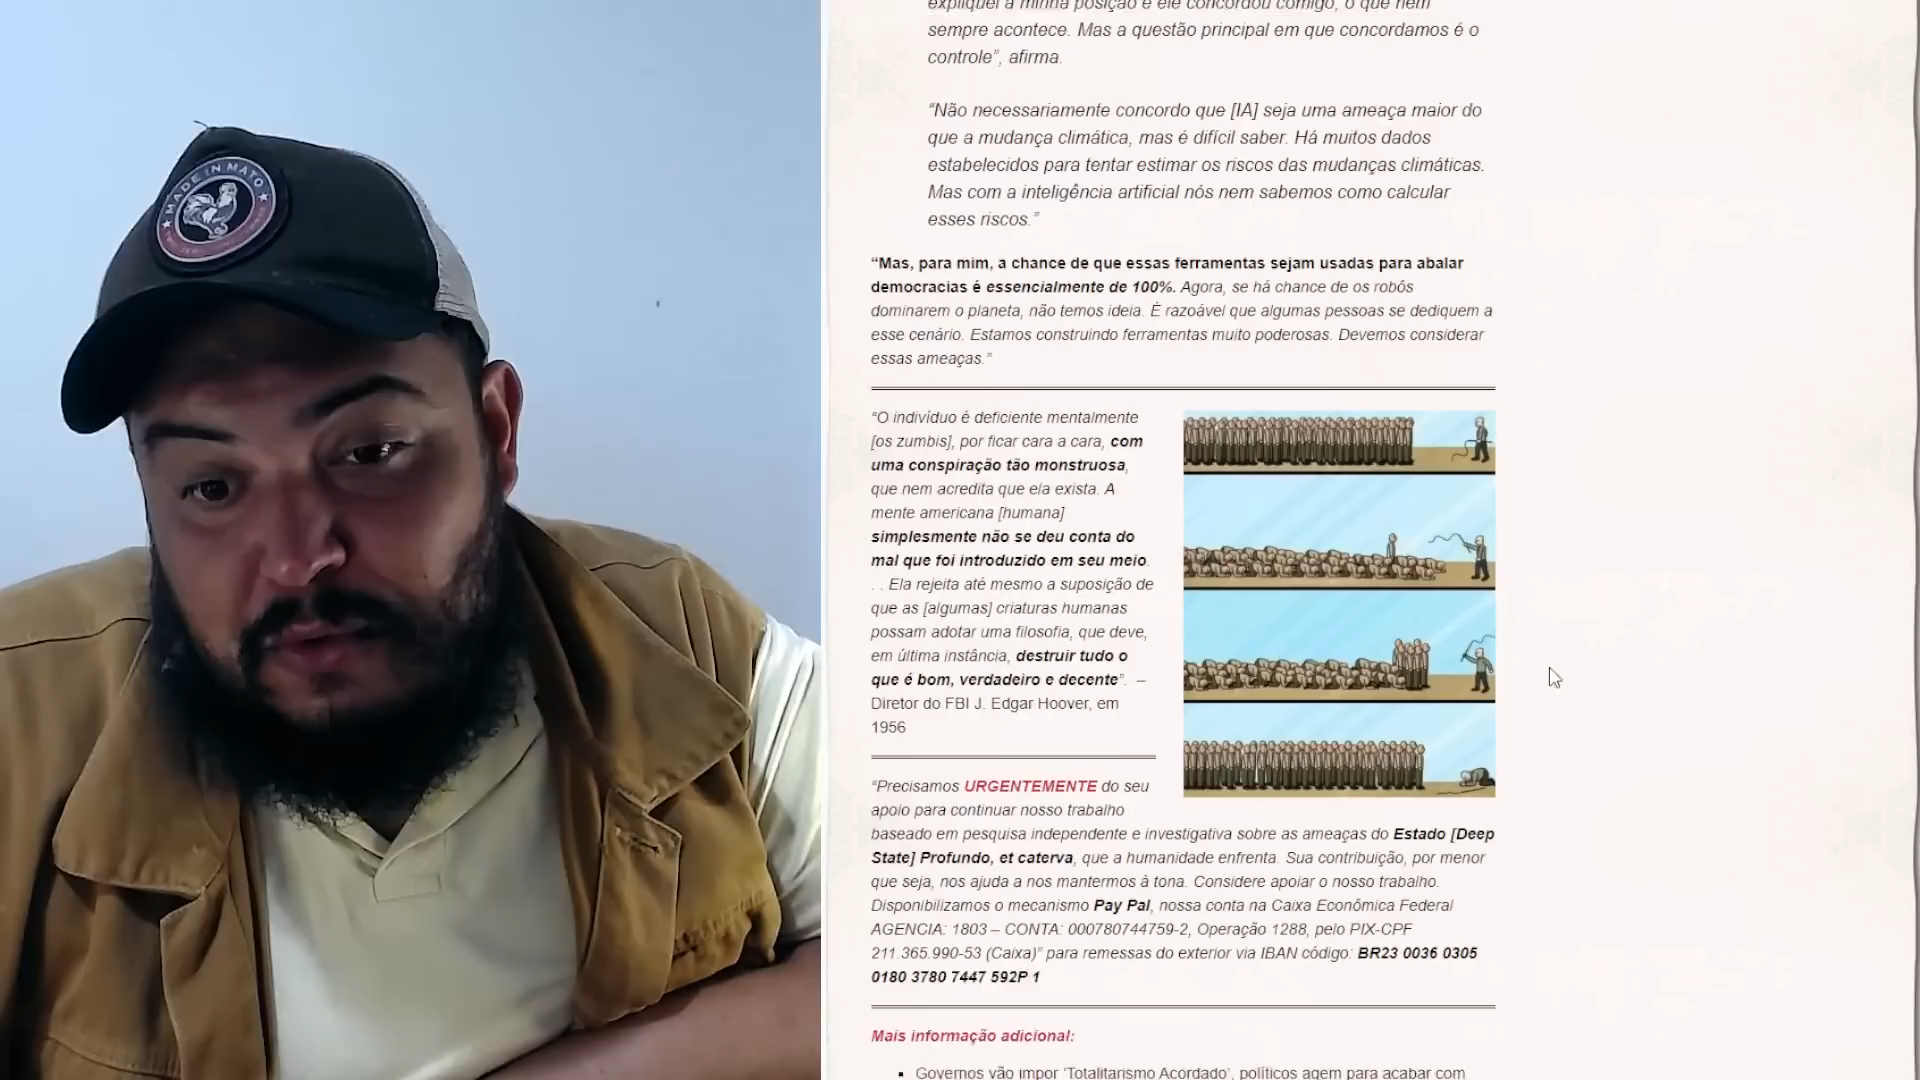 MADE IN MATO
expliquei a minha posição e ele concordou comigo, o que nem
sempre acontece. Mas a questão principal em que concordamos é o
controle”, afirma.
“Não necessariamente concordo que [IA] seja uma ameaça maior do
que a mudança climática, mas é difícil saber. Há muitos dados
estabelecidos para tentar estimar os riscos das mudanças climáticas.
Mas com a inteligência artificial nós nem sabemos como calcular
esses riscos.”
“Mas, para mim, a chance de que essas ferramentas sejam usadas para abalar
democracias é essencialmente de 100%. Agora, se há chance de os robôs
dominarem o planeta, não temos ideia. É razoável que algumas pessoas se dediquem a
esse cenário. Estamos construindo ferramentas muito poderosas. Devemos considerar
essas ameaças.”
“O indivíduo é deficiente mentalmente
[os zumbis], por ficar cara a cara, com
uma conspiração tão monstruosa,
que nem acredita que ela exista. A
mente americana [humana]
simplesmente não se deu conta do
mal que foi introduzido em seu meio.
. . Ela rejeita até mesmo a suposição de
que as [algumas] criaturas humanas
possam adotar uma filosofia, que deve,
em última instância, destruir tudo o
que é bom, verdadeiro e decente”. –
Diretor do FBI J. Edgar Hoover, em
1956
“Precisamos URGENTEMENTE do seu
apoio para continuar nosso trabalho
baseado em pesquisa independente e investigativa sobre as ameaças do Estado [Deep
State] Profundo, et caterva, que a humanidade enfrenta. Sua contribuição, por menor
que seja, nos ajuda a nos mantermos à tona. Considere apoiar o nosso trabalho.
Disponibilizamos o mecanismo Pay Pal, nossa conta na Caixa Econômica Federal
AGENCIA: 1803 – CONTA: 000780744759-2, Operação 1288, pelo PIX-CPF
211.365.990-53 (Caixa)” para remessas do exterior via IBAN código: BR23 0036 0305
0180 3780 7447 592P 1
Mais informação adicional:
Governos vão impor ‘Totalitarismo Acordado’, políticos agem para acabar com